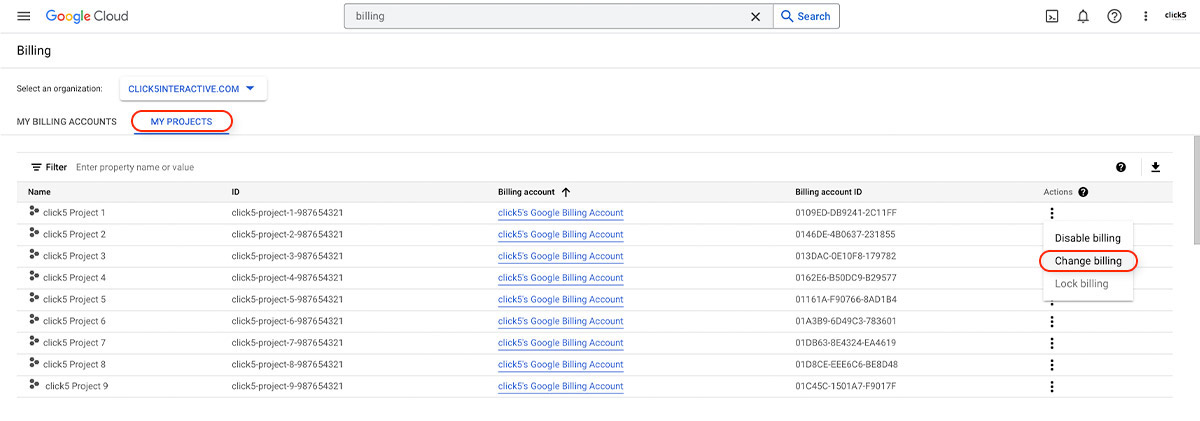 Google Cloud billing Search click5
Billing
Select an organization: CLICK5INTERACTIVE.COM
MY BILLING ACCOUNTS MY PROJECTS
Filter Enter property name or value
Name ID Billing account Billing account ID Actions
click5 Project 1 click5-project-1-987654321 click5's Google Billing Account 0109ED-DB9241-2C11FF
click5 Project 2 click5-project-2-987654321 click5's Google Billing Account 0146DE-4B0637-231855
Disable billing
click5 Project 3 click5-project-3-987654321 click5's Google Billing Account 013DAC-0E10F8-179782
Change billing
click5 Project 4 click5-project-4-987654321 click5's Google Billing Account 0162E6-B50DC9-B29577
Lock billing
click5 Project 5 click5-project-5-987654321 click5's Google Billing Account 01161A-F90766-8AD1B4
click5 Project 6 click5-project-6-987654321 click5's Google Billing Account 01A3B9-6D49C3-783601
click5 Project 7 click5-project-7-987654321 click5's Google Billing Account 01DB63-8E4324-EA4619
click5 Project 8 click5-project-8-987654321 click5's Google Billing Account 01D8CE-EEE6C6-BE8D48
click5 Project 9 click5-project-9-987654321 click5's Google Billing Account 01C45C-1501A7-F9017F